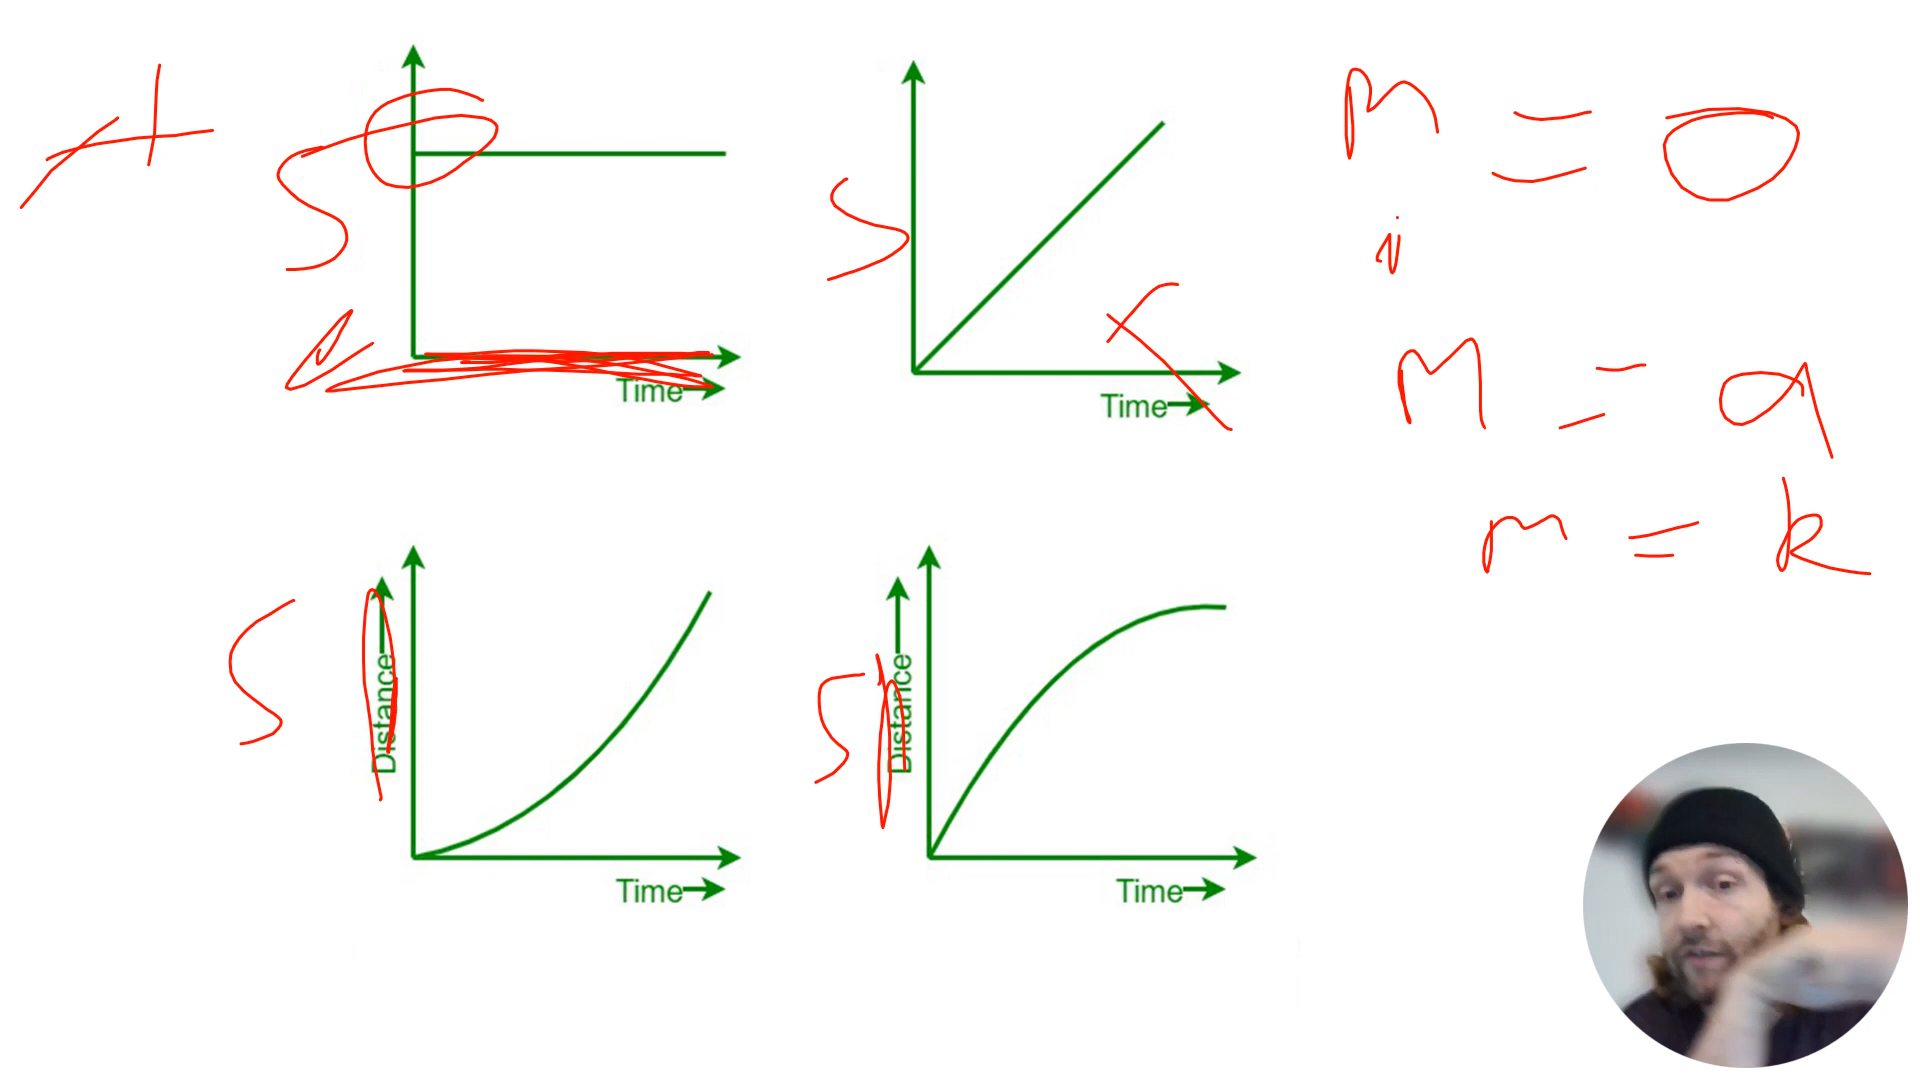 S
Time
S
Time
m = 0
M = a
m = k
S
Distance
Time
S
Distance
Time